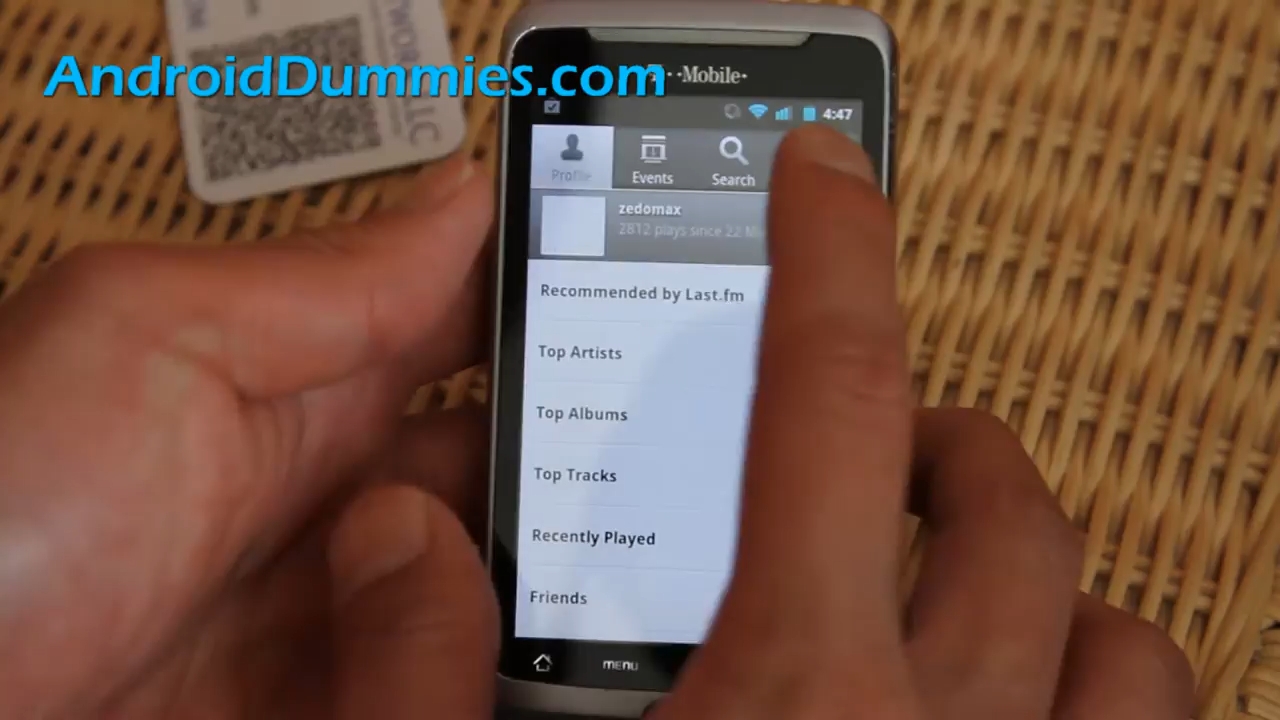 AndroidDummies.com
T··Mobile·
4:47
Profile
Events
Search
zedomax
2812 plays since 22
Recommended by Last.fm
Top Artists
Top Albums
Top Tracks
Recently Played
Friends
menu
LLC